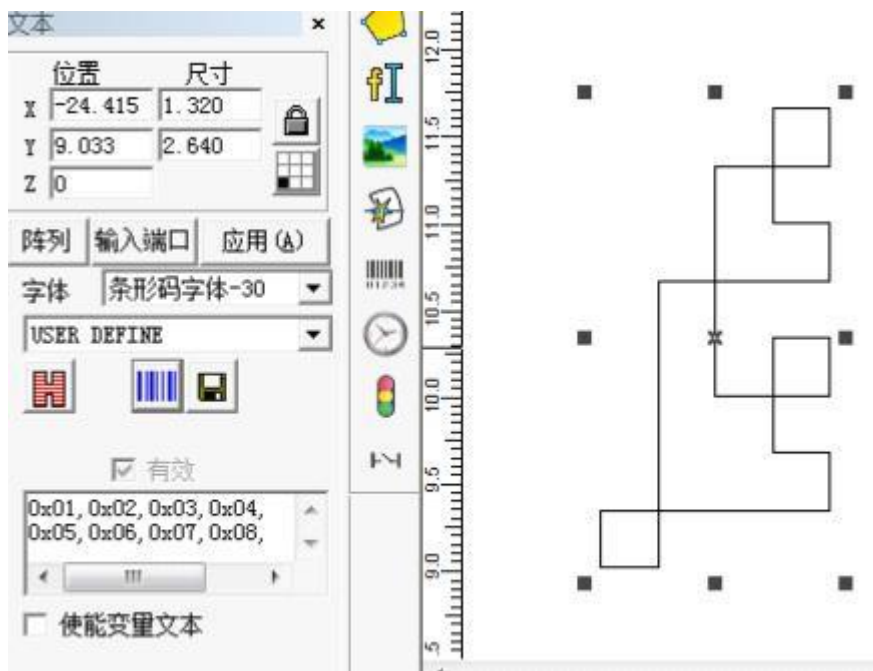 文本
×
位置 尺寸
X -24.415 1.320
Y 9.033 2.640
Z 0
阵列 输入端口 应用(A)
字体 条形码字体-30
USER DEFINE
有效
0x01, 0x02, 0x03, 0x04,
0x05, 0x06, 0x07, 0x08,
使能变量文本
12.0
11.5
11.0
10.5
10.0
9.5
9.0
.5